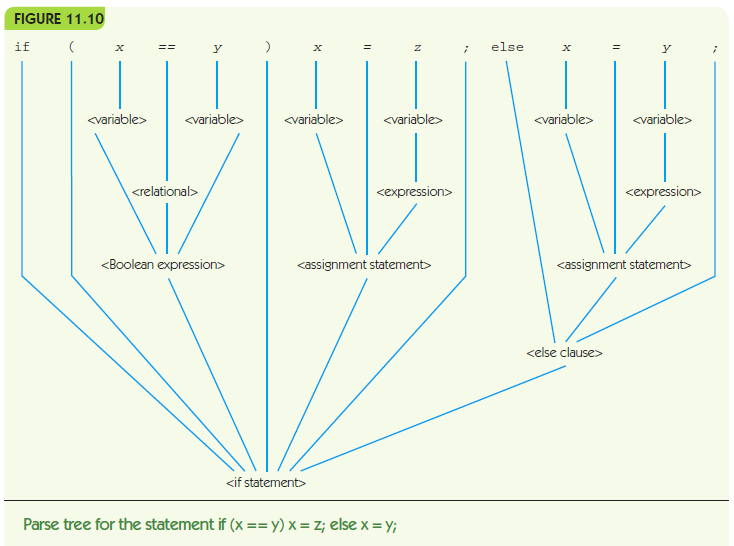 FIGURE 11.10
if ( x == y ) x = z ; else x = y ;
<variable> <variable> <variable> <variable> <variable> <variable>
<relational> <expression> <expression>
<Boolean expression> <assignment statement> <assignment statement>
<else clause>
<if statement>
Parse tree for the statement if (x == y) x = z; else x = y;